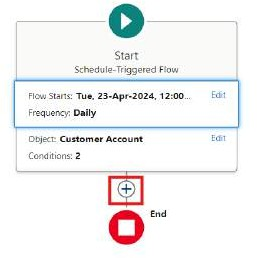 Start
Schedule-Triggered Flow
Flow Starts: Tue, 23-Apr-2024, 12:00... Edit
Frequency: Daily
Object: Customer Account Edit
Conditions: 2
End